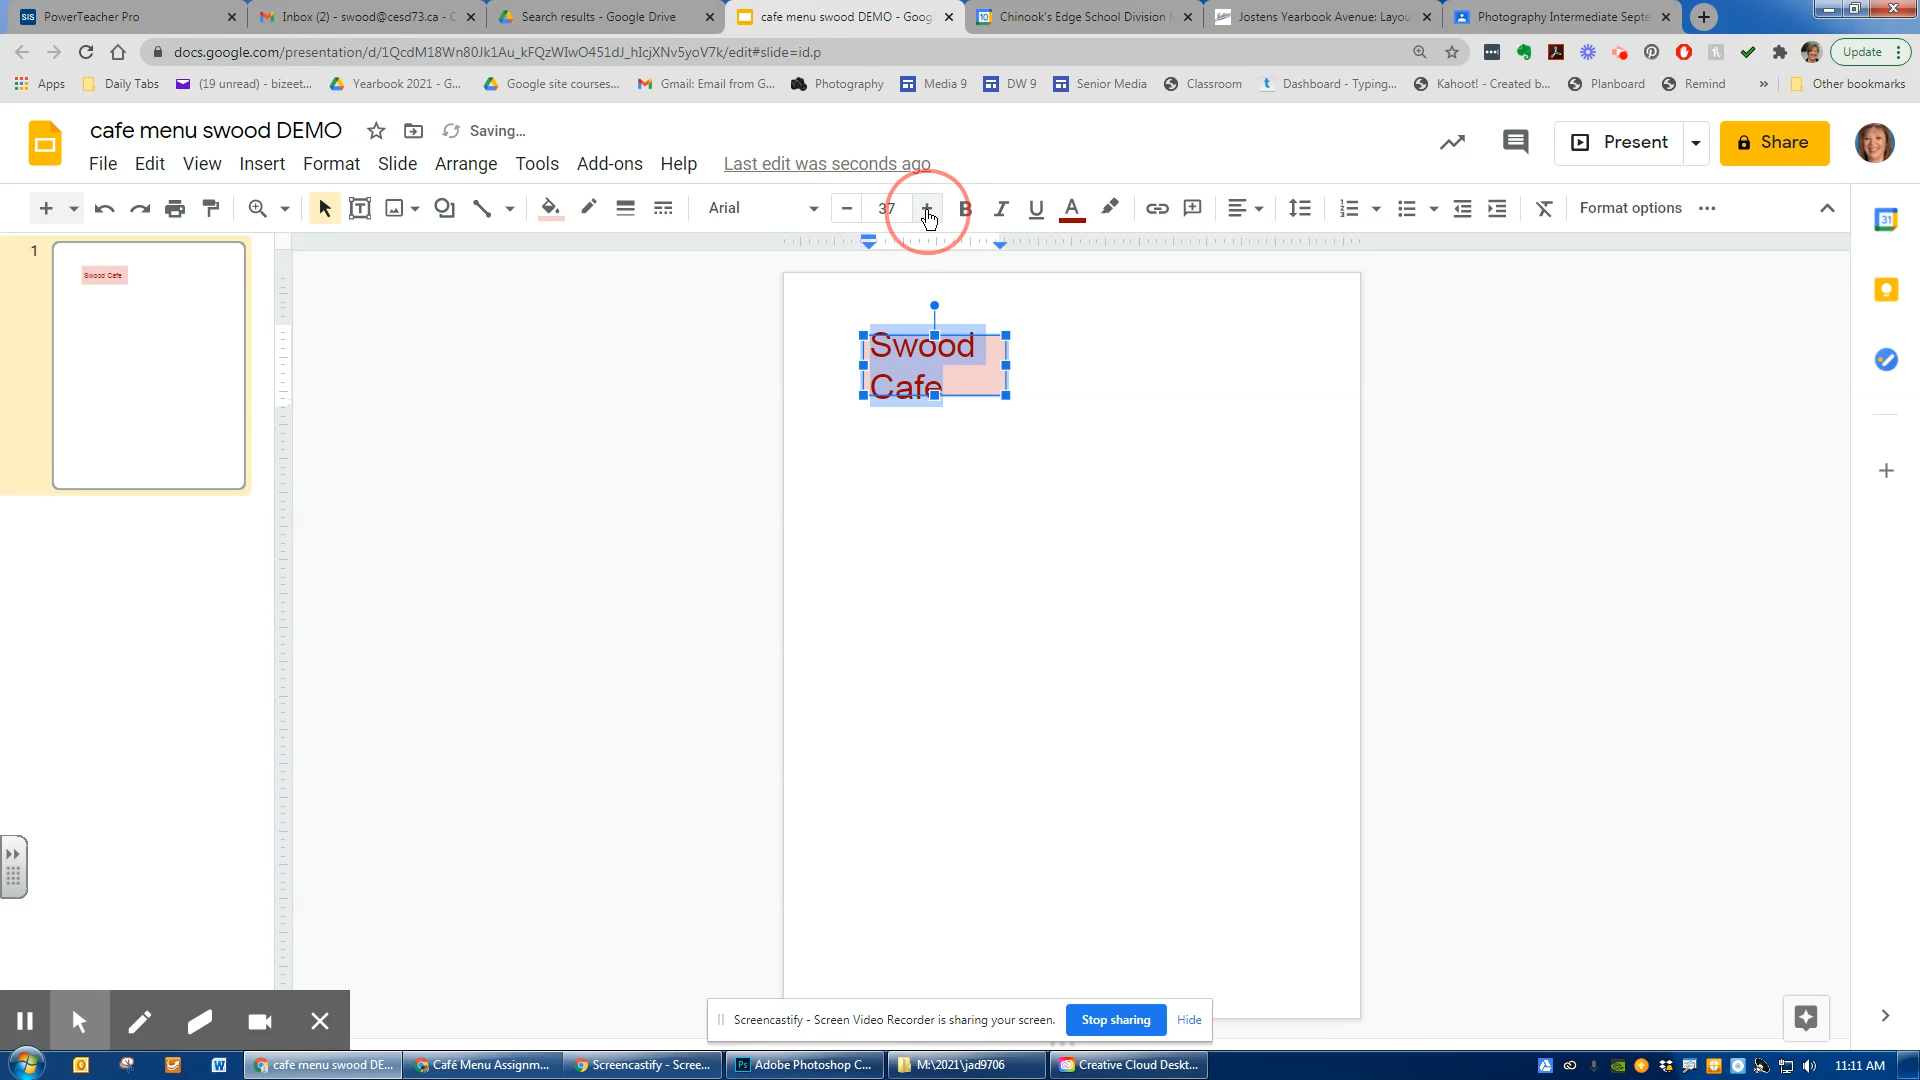 SIS PowerTeacher Pro
Inbox (2) - swood@cesd73.ca - C
Search results - Google Drive
cafe menu swood DEMO - Goog
Chinook's Edge School Division
Jostens Yearbook Avenue: Layou
Photography Intermediate Septe
docs.google.com/presentation/d/1QcdM18Wn80Jk1Au_kFQzWIwO451dJ_hIcjXNv5yoV7k/edit#slide=id.p
Update
Apps
Daily Tabs
(19 unread) - bizeet...
Yearbook 2021 - G...
Google site courses...
Gmail: Email from G...
Photography
Media 9
DW 9
Senior Media
Classroom
Dashboard - Typing...
Kahoot! - Created b...
Planboard
Remind
»
Other bookmarks
cafe menu swood DEMO
Saving...
Present
Share
File Edit View Insert Format Slide Arrange Tools Add-ons Help Last edit was seconds ago
Arial
37
B I U A
Format options
31
1
Swood Cafe
Swood
Cafe
Screencastify - Screen Video Recorder is sharing your screen. Stop sharing Hide
cafe menu swood DE...
Café Menu Assignm...
Screencastify - Scree...
Ps Adobe Photoshop C...
M:\2021\jad9706
Creative Cloud Deskt...
11:11 AM